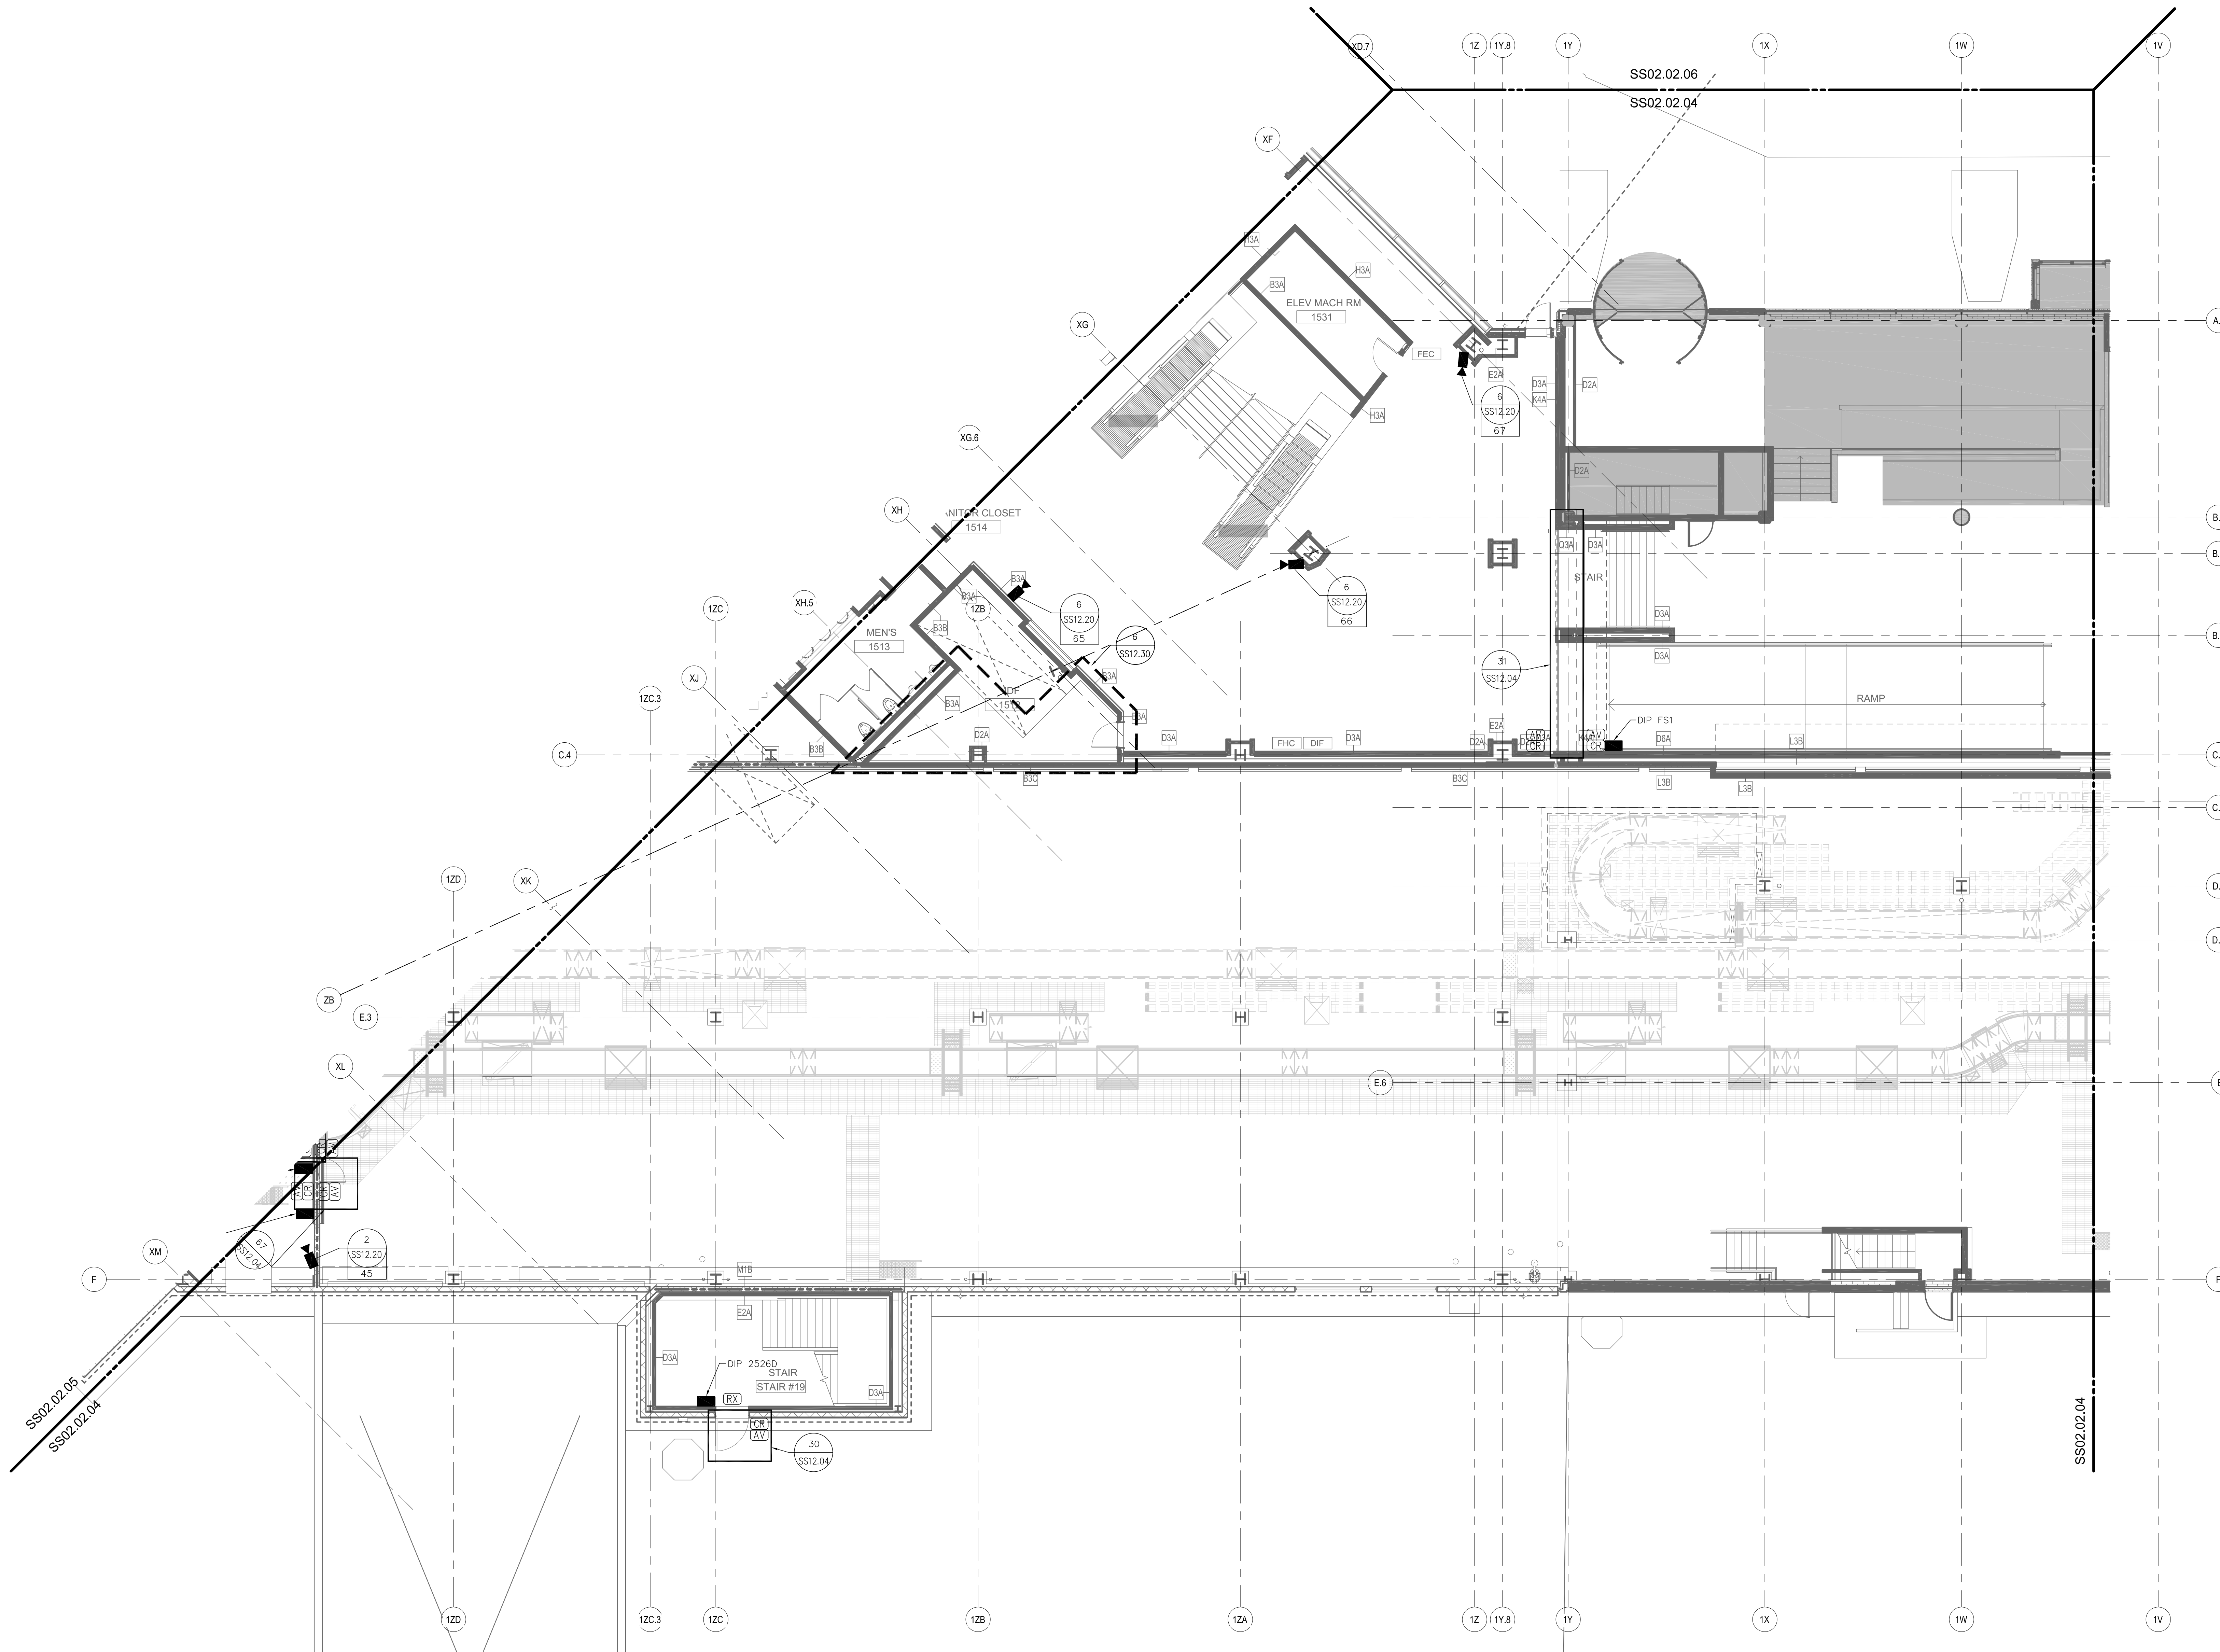 XD.7
1Z
1Y.8
1Y
1X
1W
1V
SS02.02.06
SS02.02.04
XF
H3A
H3A
B3A
ELEV MACH RM
1531
XG
FEC
A.
E2A
D3A
D2A
K4A
6
SS12.20
67
H3A
XG.6
D2A
XH
NITOR CLOSET
1514
B.
Q3A
D3A
B.
STAIR
B3A
B3A
6
SS12.20
65
6
SS12.20
66
1ZC
XH.5
1ZB
MEN'S
1513
B3B
6
SS12.30
D3A
B.
D3A
31
SS12.04
XJ
1ZC.3
B3A
DF
B3A
B3A
RAMP
B3B
D2A
D3A
FHC
DIF
D3A
E2A
D2A
AV
CR
AV
CR
DIP FS1
D6A
L3B
C.4
C.
B3C
B3C
L3B
L3B
C.
1ZD
XK
D.
D.
ZB
E.3
XL
E.6
E
AV
CR
CR
AV
67
SS12.04
2
SS12.20
45
XM
F
M1B
F
E2A
D3A
DIP 2526D
STAIR
STAIR #19
RX
D3A
CR
AV
30
SS12.04
SS02.02.05
SS02.02.04
SS02.02.04
1ZD
1ZC.3
1ZC
1ZB
1ZA
1Z
1Y.8
1Y
1X
1W
1V